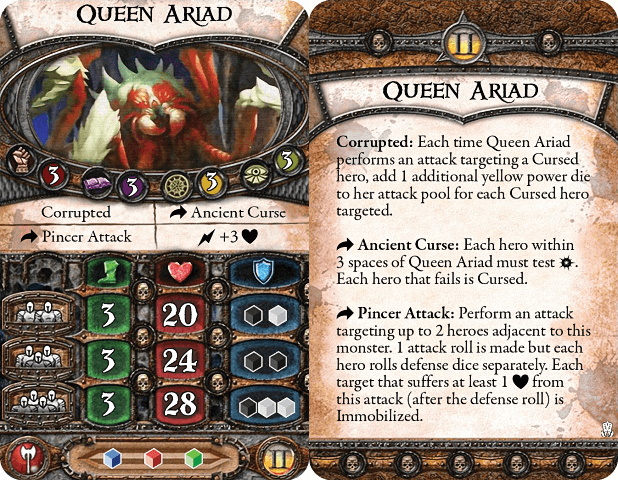 QUEEN ARIAD
3 3 3 3
Corrupted
Ancient Curse
Pincer Attack
+3
3 20
3 24
3 28
II
II
QUEEN ARIAD
Corrupted: Each time Queen Ariad
performs an attack targeting a Cursed
hero, add 1 additional yellow power die
to her attack pool for each Cursed hero
targeted.
Ancient Curse: Each hero within
3 spaces of Queen Ariad must test .
Each hero that fails is Cursed.
Pincer Attack: Perform an attack
targeting up to 2 heroes adjacent to this
monster. 1 attack roll is made but each
hero rolls defense dice separately. Each
target that suffers at least 1 from
this attack (after the defense roll) is
Immobilized.